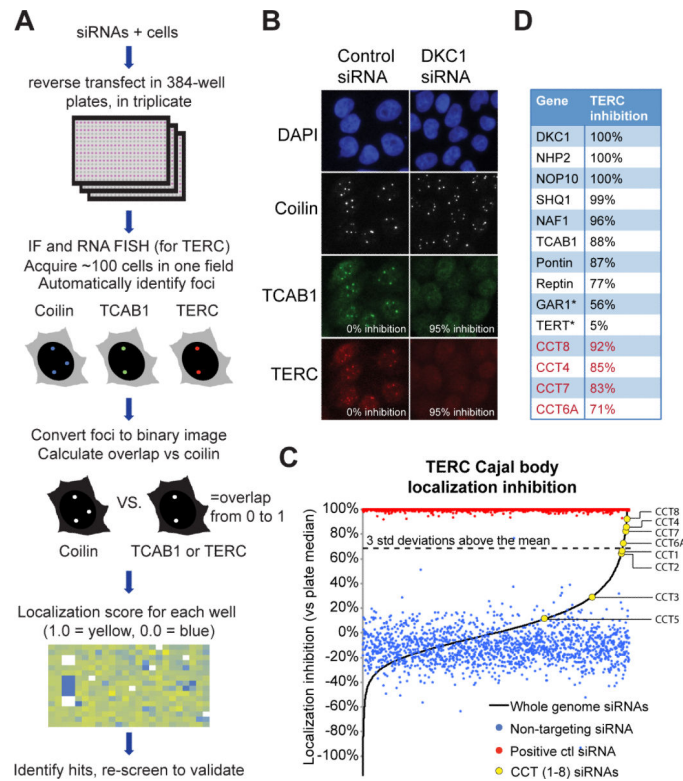 A
siRNAs + cells
reverse transfect in 384-well
plates, in triplicate
IF and RNA FISH (for TERC)
Acquire ~100 cells in one field
Automatically identify foci
Coilin TCAB1 TERC
Convert foci to binary image
Calculate overlap vs coilin
VS.
=overlap
from 0 to 1
Coilin TCAB1 or TERC
Localization score for each well
(1.0 = yellow, 0.0 = blue)
Identify hits, re-screen to validate
B
Control
siRNA
DKC1
siRNA
DAPI
Coilin
TCAB1
0% inhibition 95% inhibition
TERC
0% inhibition 95% inhibition
C
TERC Cajal body
localization inhibition
Localization inhibition (vs plate median)
100%
80%
60%
40%
20%
0%
-20%
-40%
-60%
-80%
-100%
3 std deviations above the mean
CCT8
CCT4
CCT7
CCT6A
CCT1
CCT2
CCT3
CCT5
Whole genome siRNAs
Non-targeting siRNA
Positive ctl siRNA
CCT (1-8) siRNAs
D
Gene TERC
inhibition
DKC1 100%
NHP2 100%
NOP10 100%
SHQ1 99%
NAF1 96%
TCAB1 88%
Pontin 87%
Reptin 77%
GAR1* 56%
TERT* 5%
CCT8 92%
CCT4 85%
CCT7 83%
CCT6A 71%